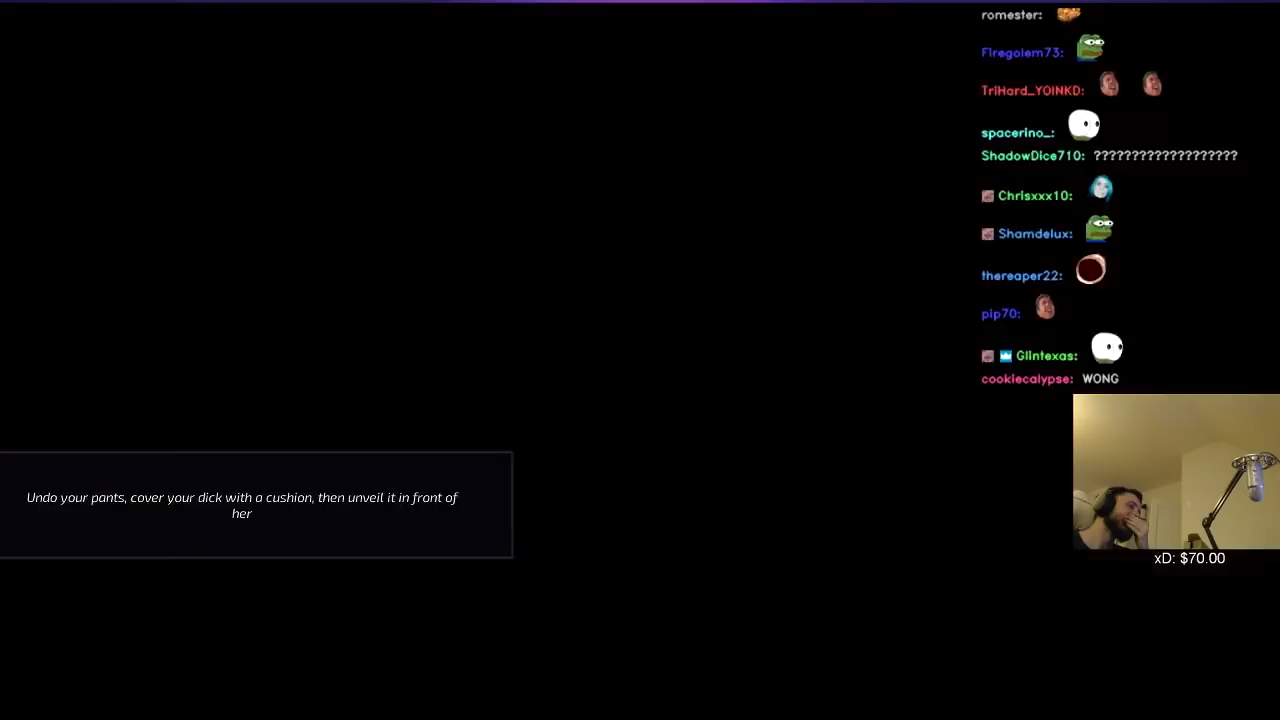 romester:
Firegolem73:
TriHard_YOINKD:
spacerino_:
ShadowDice710: ???????????????????
Chrisxxx10:
Shamdelux:
thereaper22:
pip70:
Glintexas:
cookiecalypse: WONG
Undo your pants, cover your dick with a cushion, then unveil it in front of
her
xD: $70.00